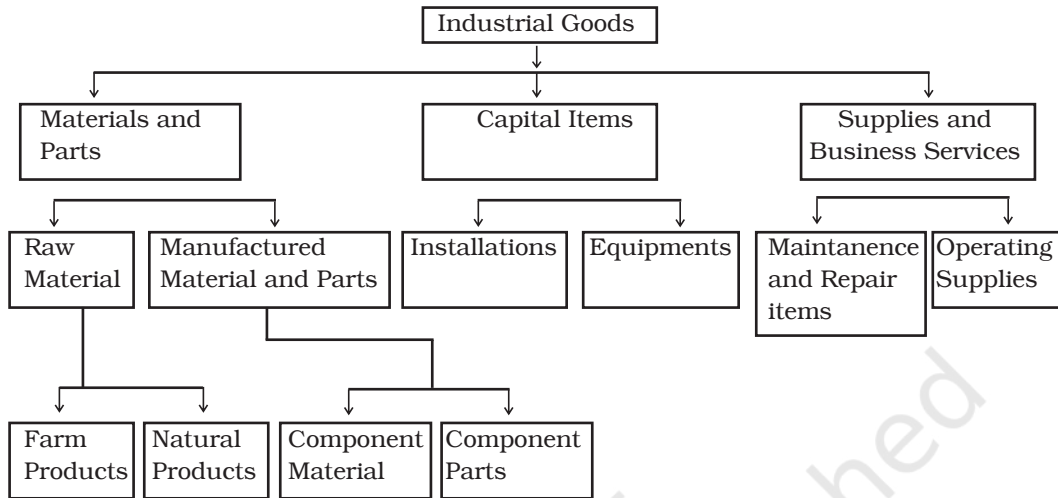 Industrial Goods
Materials and
Parts
Capital Items
Supplies and
Business Services
Raw
Material
Manufactured
Material and Parts
Installations
Equipments
Maintanence
and Repair
items
Operating
Supplies
Farm
Products
Natural
Products
Component
Material
Component
Parts
hed